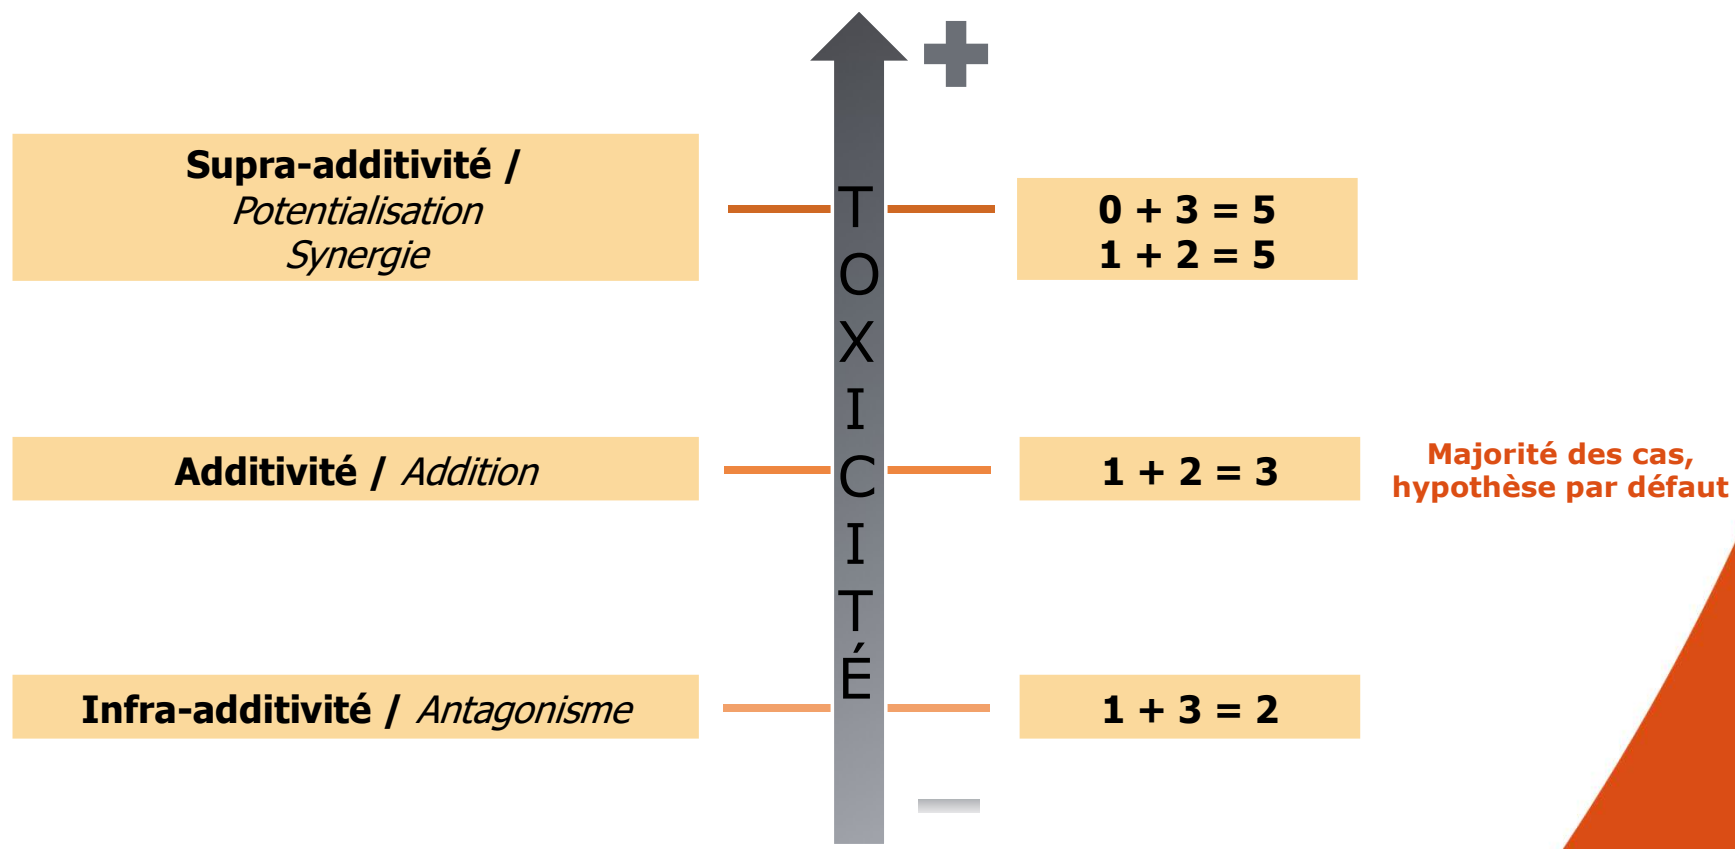 Supra-additivité /
Potentialisation
Synergie
0 + 3 = 5
1 + 2 = 5
Additivité / Addition
1 + 2 = 3
Majorité des cas,
hypothèse par défaut
Infra-additivité / Antagonisme
1 + 3 = 2
TOXICITÉ